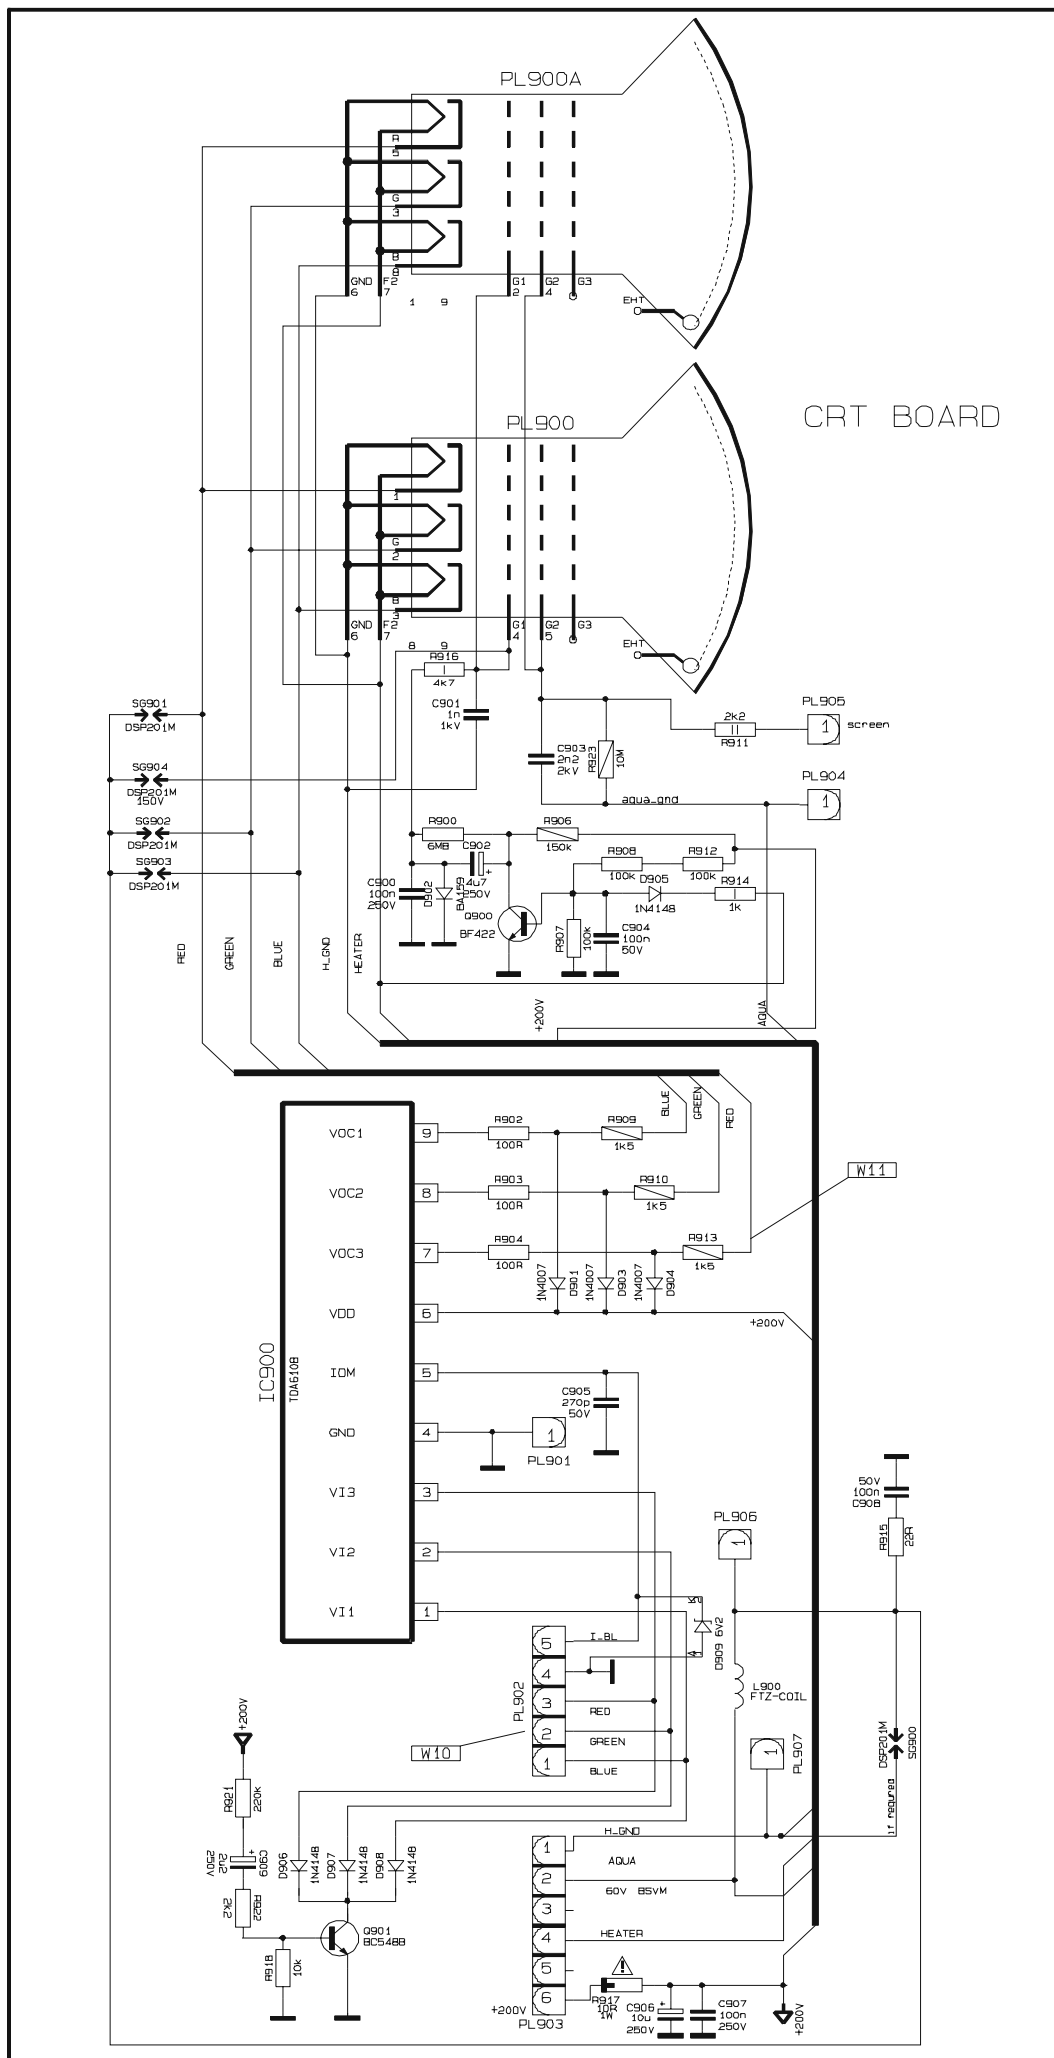 PL900A
R
5
G
3
B
8
GND
6
F2
7
1 9
G1
2
G2
4
G3
EHT
CRT BOARD
PL900
1
G
2
B
3
GND
6
F2
7
8 9
G1
4
G2
5
G3
EHT
R916
4k7
C901
1n
1kV
SG901
DSP201M
SG904
DSP201M
150V
SG902
DSP201M
SG903
DSP201M
C903
2n2
2kV
R923
10M
2k2
R911
PL905
1
screen
PL904
1
aqua_gnd
R900
6M8
C902
4u7
250V
R906
150k
R908
100k
R912
100k
C900
100n
250V
D902
BA159
Q900
BF422
D905
1N4148
R914
1k
R907
100k
C904
100n
50V
RED
GREEN
BLUE
H_GND
HEATER
+200V
AQUA
BLUE
GREEN
RED
W11
IC900
TDA6108
VOC1
9
VOC2
8
VOC3
7
VDD
6
IOM
5
GND
4
VI3
3
VI2
2
VI1
1
R902
100R
R909
1k5
R903
100R
R910
1k5
R904
100R
R913
1k5
1N4007
D901
1N4007
D903
1N4007
D904
+200V
C905
270p
50V
1
PL901
50V
100n
C908
R915
22R
PL906
1
D909 6V2
L900
FTZ-COIL
PL902
5
I_BL
4
3
RED
2
GREEN
1
BLUE
W10
PL907
1
DSP201M
SG900
if requred
+200V
R921
220k
C909
2u2
250V
R922
2k2
R918
10k
D906
1N4148
D907
1N4148
D908
1N4148
Q901
BC548B
1
H_GND
AQUA
2
60V 85VM
3
4
HEATER
5
6
+200V
PL903
R917
10R
1W
C906
10u
250V
C907
100n
250V
+200V